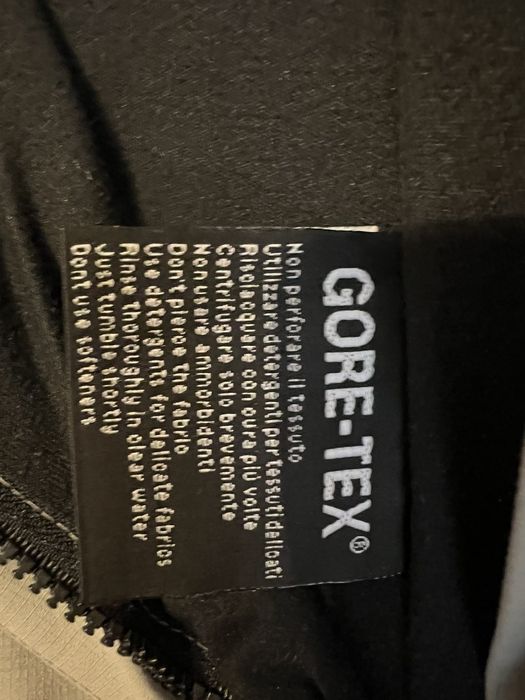 GORE-TEX®
Non perforare il tessuto
Utilizzare detergenti per tessuti delicati
Risciaquare con cura più volte
Centrifugare solo brevemente
Non usare ammorbidenti
Dont pierce the fabric
Use detergents for delicate fabrics
Rinse thoroughly in clear water
Just tumble shortly
Dont use softeners